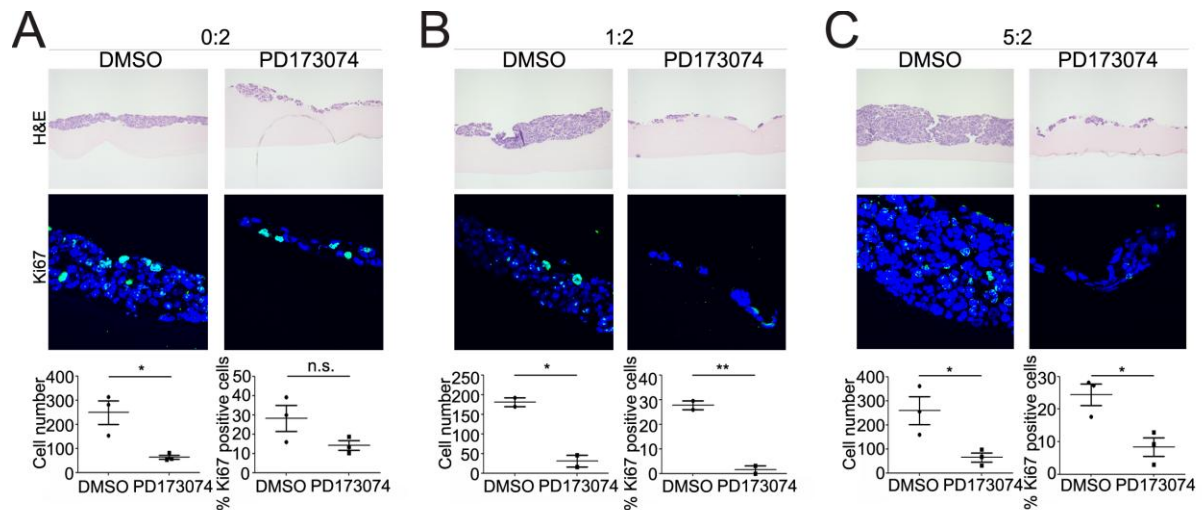 A
0:2
DMSO PD173074
H&E
Ki67
Cell number
400
300
200
100
0
*
DMSO PD173074
% Ki67 positive cells
50
40
30
20
10
0
n.s.
DMSO PD173074
B
1:2
DMSO PD173074
Cell number
250
200
150
100
50
0
*
DMSO PD173074
% Ki67 positive cells
40
30
20
10
0
**
DMSO PD173074
C
5:2
DMSO PD173074
Cell number
400
300
200
100
0
*
DMSO PD173074
% Ki67 positive cells
30
20
10
0
*
DMSO PD173074